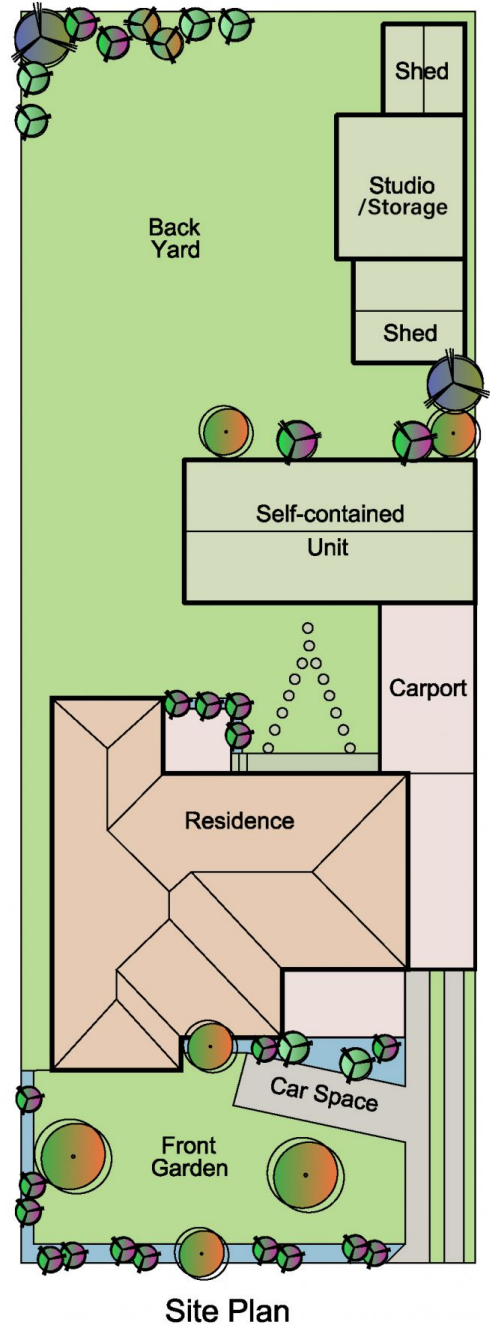 Shed
Studio
/Storage
Back
Yard
Shed
Self-contained
Unit
Carport
Residence
Car Space
Front
Garden
Site Plan